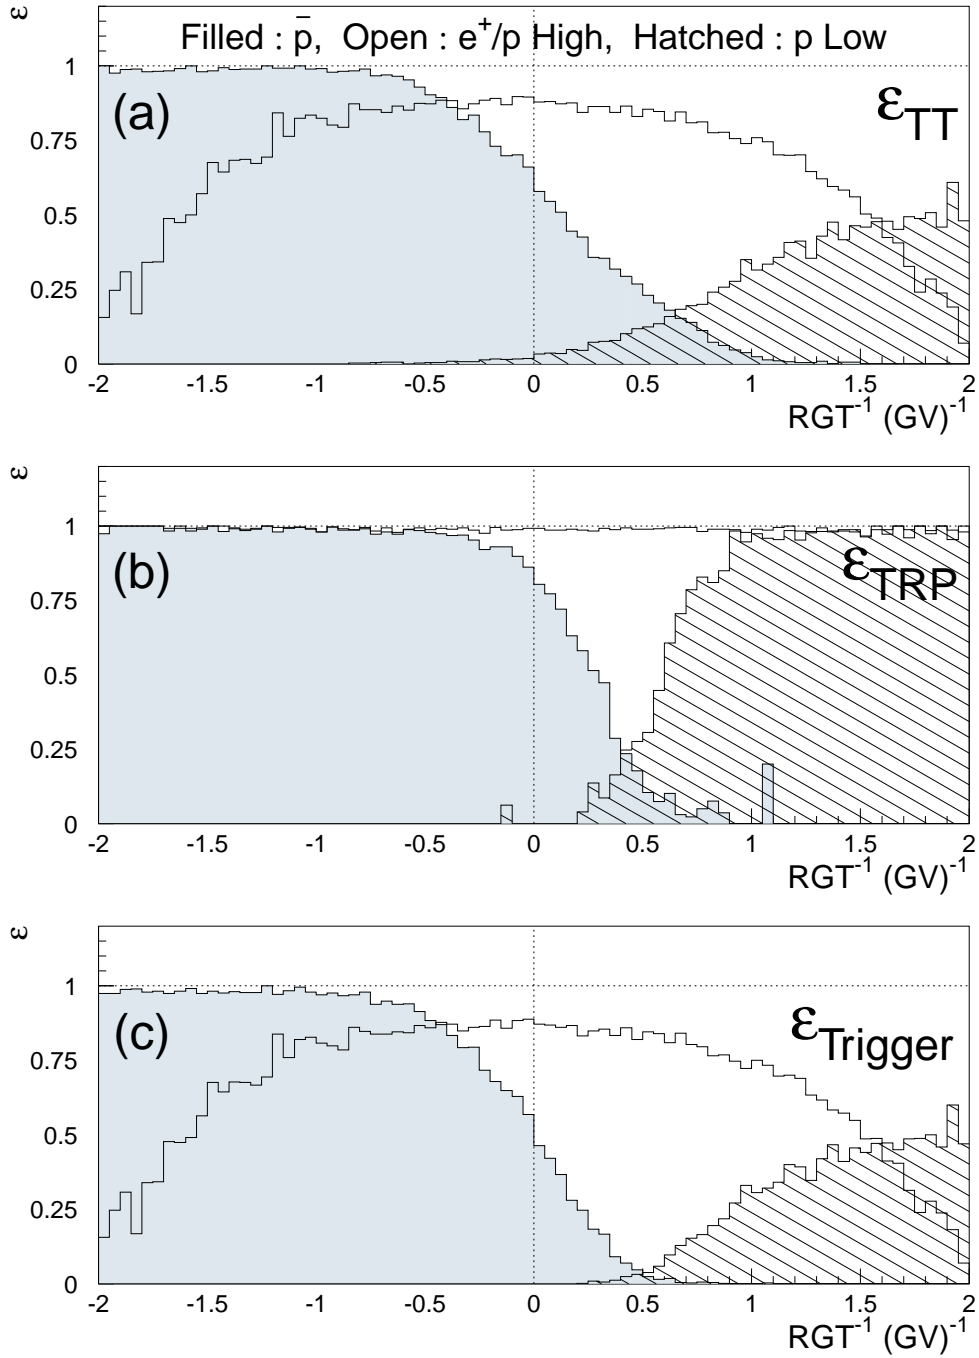 ε
Filled : p̄, Open : e⁺/p High, Hatched : p Low
1
(a)
ε_TT
0.75
0.5
0.25
0
-2 -1.5 -1 -0.5 0 0.5 1 1.5 2
RGT⁻¹ (GV)⁻¹
ε
1
(b)
ε_TRP
0.75
0.5
0.25
0
-2 -1.5 -1 -0.5 0 0.5 1 1.5 2
RGT⁻¹ (GV)⁻¹
ε
1
(c)
ε_Trigger
0.75
0.5
0.25
0
-2 -1.5 -1 -0.5 0 0.5 1 1.5 2
RGT⁻¹ (GV)⁻¹